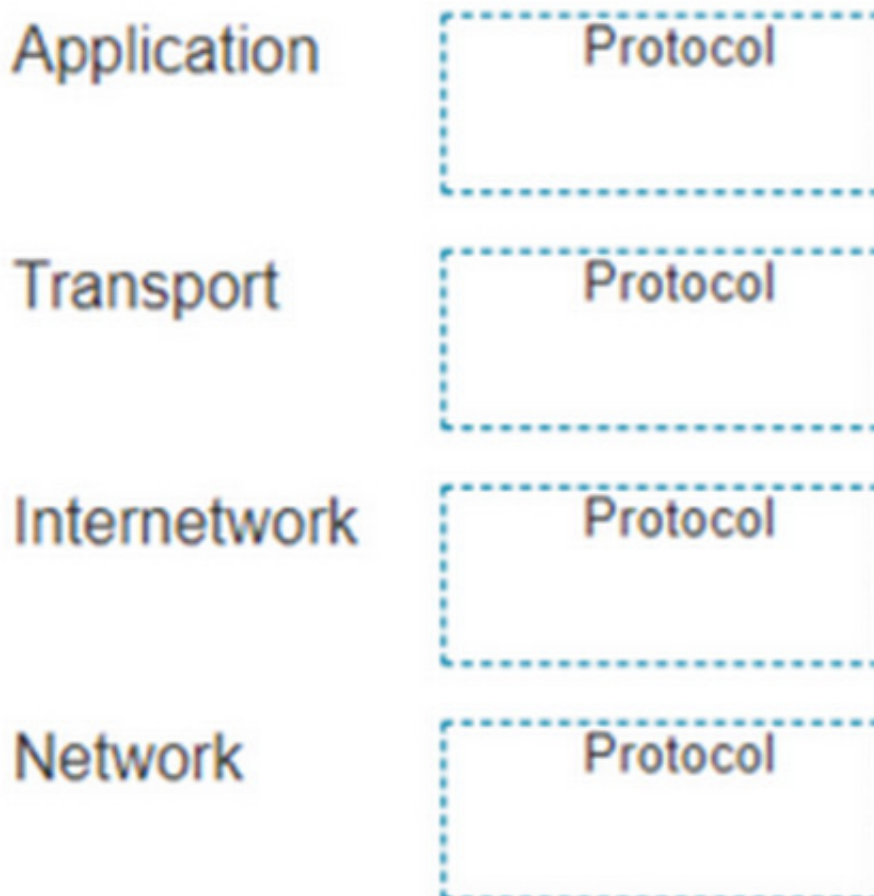 Application
Protocol
Transport
Protocol
Internetwork
Protocol
Network
Protocol